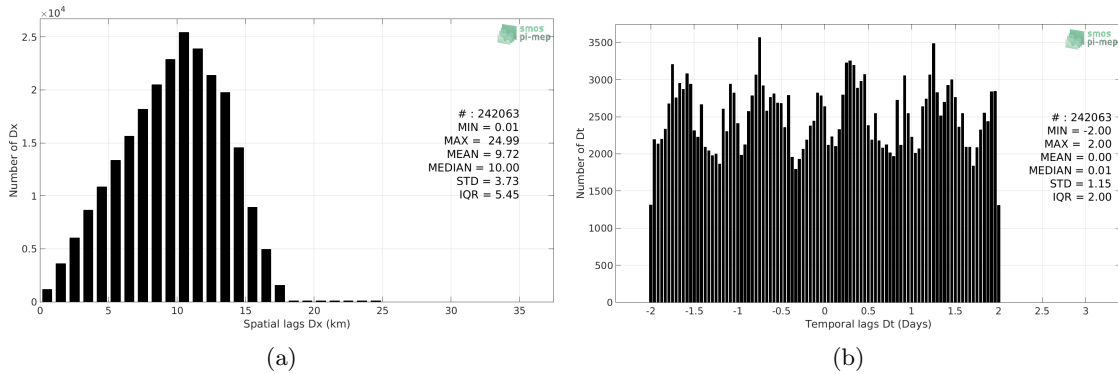 ×10⁴
smos
pi-mep
2.5
2
1.5
1
0.5
0
Number of Dx
# : 242063
MIN = 0.01
MAX = 24.99
MEAN = 9.72
MEDIAN = 10.00
STD = 3.73
IQR = 5.45
0 5 10 15 20 25 30 35
Spatial lags Dx (km)
(a)
smos
pi-mep
3500
3000
2500
2000
1500
1000
500
0
Number of Dt
# : 242063
MIN = -2.00
MAX = 2.00
MEAN = 0.00
MEDIAN = 0.01
STD = 1.15
IQR = 2.00
-2 -1.5 -1 -0.5 0 0.5 1 1.5 2 2.5 3
Temporal lags Dt (Days)
(b)